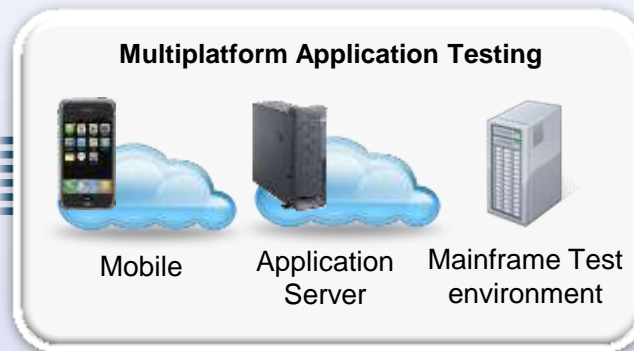 Multiplatform Application Testing
Mobile
Application
Server
Mainframe Test
environment